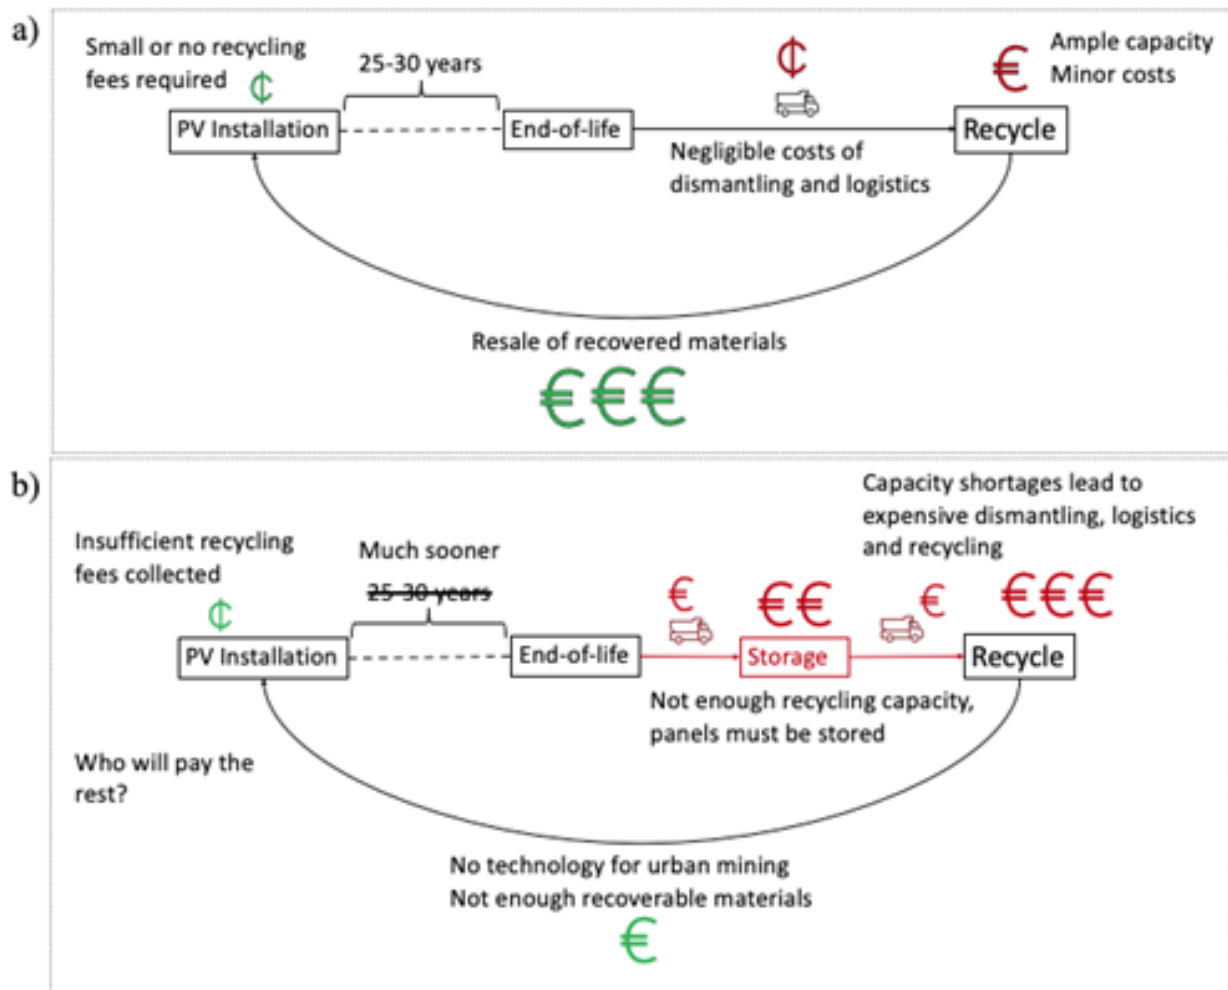 a)
Small or no recycling
fees required
¢
25-30 years
¢
€
Ample capacity
Minor costs
PV Installation
End-of-life
Recycle
Negligible costs of
dismantling and logistics
Resale of recovered materials
€€€
b)
Capacity shortages lead to
expensive dismantling, logistics
and recycling
Insufficient recycling
fees collected
¢
Much sooner
25-30 years
€
€€
€
€€€
PV Installation
End-of-life
Storage
Recycle
Not enough recycling capacity,
panels must be stored
Who will pay the
rest?
No technology for urban mining
Not enough recoverable materials
€